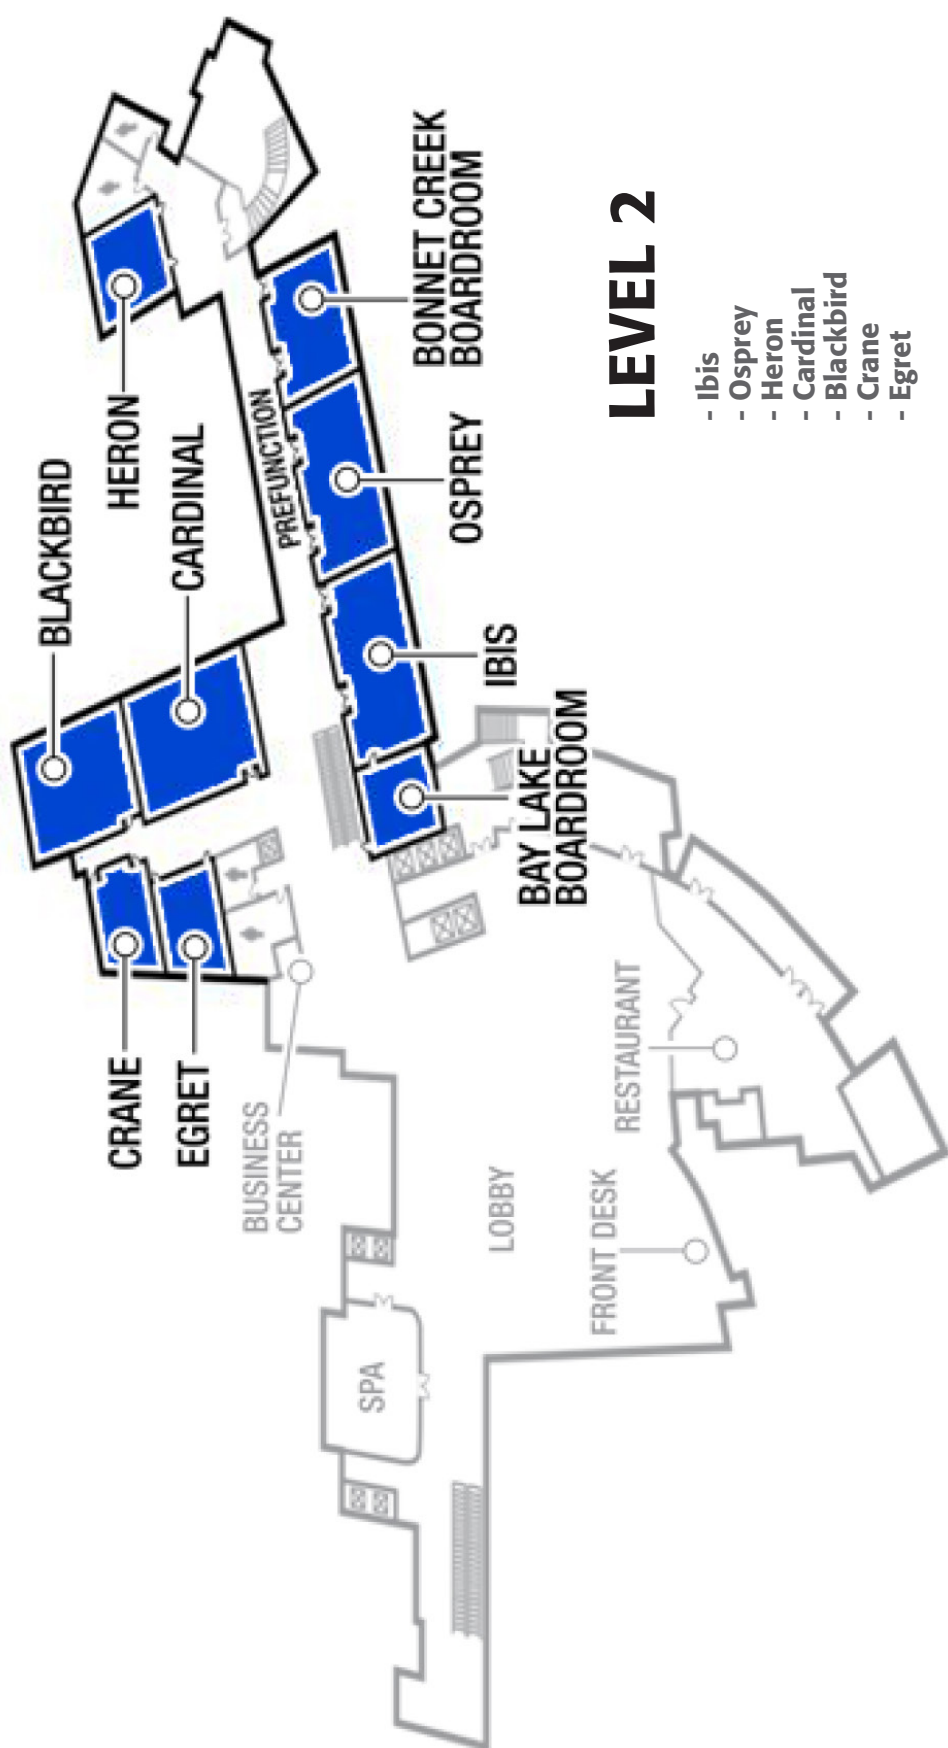 BLACKBIRD
HERON
CARDINAL
PREFUNCTION
BONNET CREEK
BOARDROOM
OSPREY
IBIS
BAY LAKE
BOARDROOM
CRANE
EGRET
BUSINESS
CENTER
RESTAURANT
LOBBY
FRONT DESK
SPA
LEVEL 2
- Ibis
- Osprey
- Heron
- Cardinal
- Blackbird
- Crane
- Egret